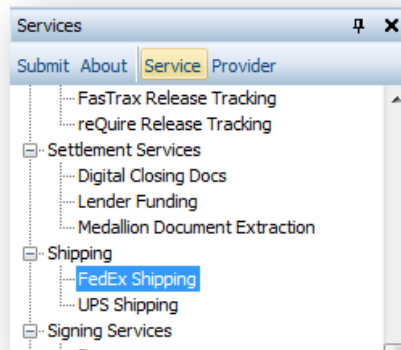 Services
Submit About Service Provider
FasTrax Release Tracking
reQuire Release Tracking
Settlement Services
Digital Closing Docs
Lender Funding
Medallion Document Extraction
Shipping
FedEx Shipping
UPS Shipping
Signing Services